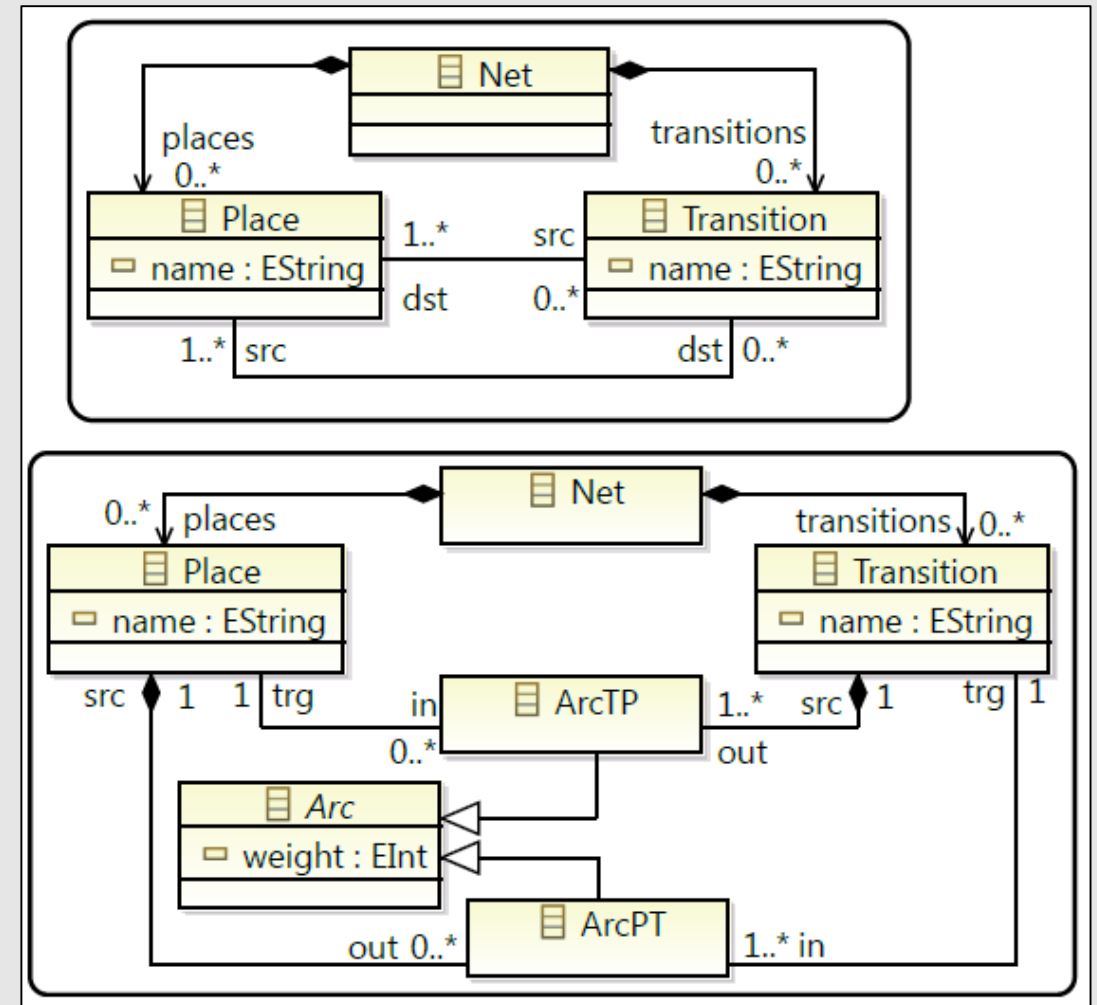 Net
places
transitions
0..*
0..*
Place
Transition
1..*
src
name : EString
name : EString
dst
0..*
1..*
src
dst
0..*
Net
0..*
places
transitions
0..*
Place
Transition
name : EString
name : EString
src
1
1
trg
in
ArcTP
1..*
src
1
trg
1
0..*
out
Arc
weight : EInt
ArcPT
out 0..*
1..* in